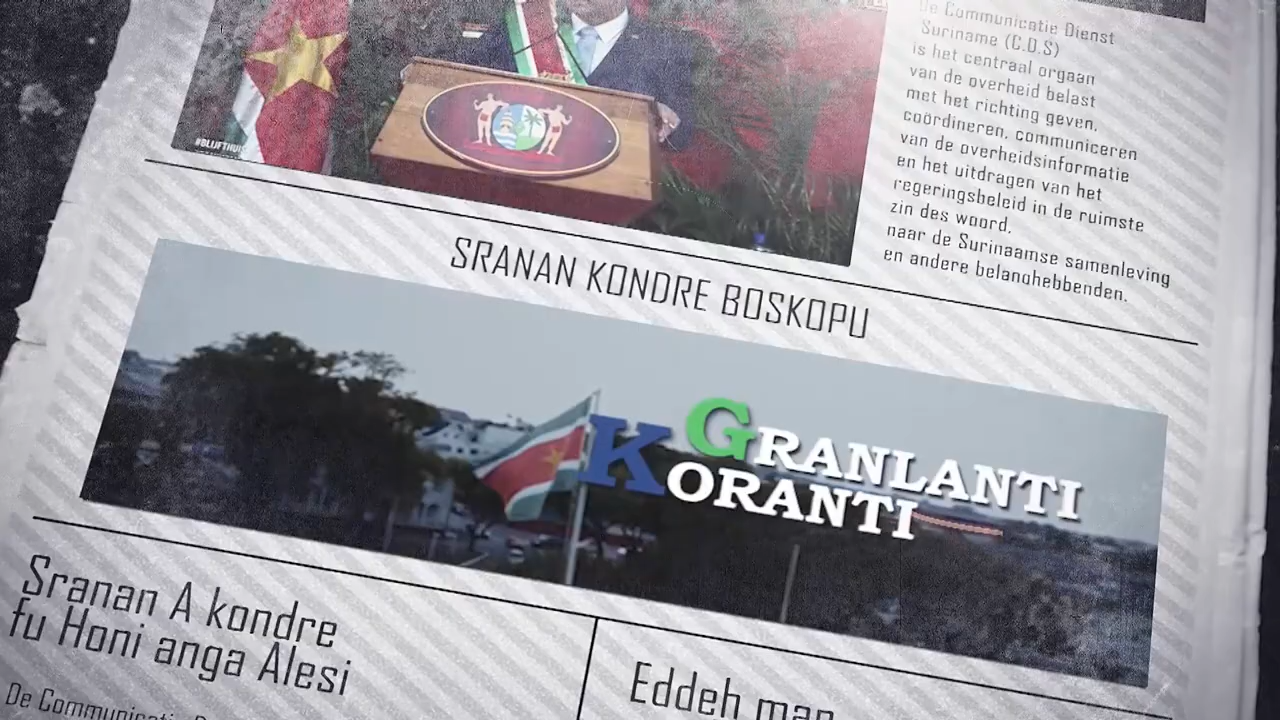 De Communicatie Dienst
Suriname (C.D.S)
is het centraal orgaan
van de overheid belast
met het richting geven,
coördineren, communiceren
van de overheidsinformatie
en het uitdragen van het
regeringsbeleid in de ruimste
zin des woord.
naar de Surinaamse samenleving
en andere belanghebbenden.
#BLIJFTHUIS
SRANAN KONDRE BOSKOPU
GRANLANTI
KORANTI
Sranan A kondre
fu Honi anga Alesi
Eddeh man
De